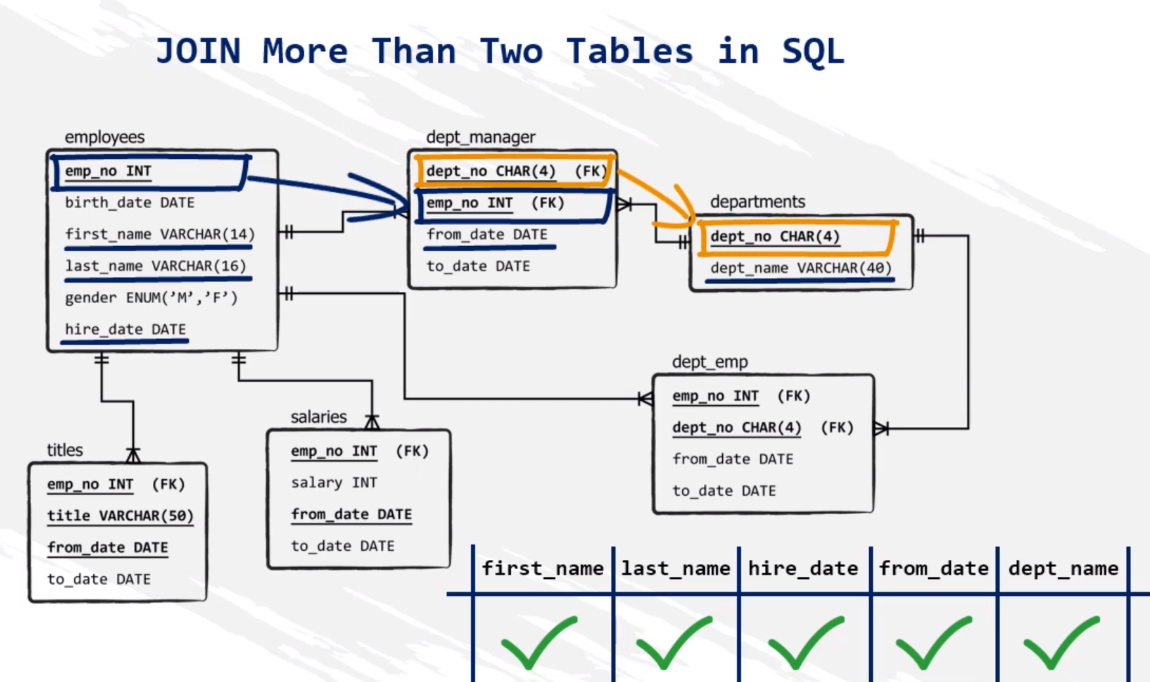 JOIN More Than Two Tables in SQL
employees
emp_no INT
birth_date DATE
first_name VARCHAR(14)
last_name VARCHAR(16)
gender ENUM(’M’,’F’)
hire_date DATE
dept_manager
dept_no CHAR(4) (FK)
emp_no INT (FK)
from_date DATE
to_date DATE
departments
dept_no CHAR(4)
dept_name VARCHAR(40)
dept_emp
emp_no INT (FK)
dept_no CHAR(4) (FK)
from_date DATE
to_date DATE
salaries
emp_no INT (FK)
salary INT
from_date DATE
to_date DATE
titles
emp_no INT (FK)
title VARCHAR(50)
from_date DATE
to_date DATE
first_name last_name hire_date from_date dept_name